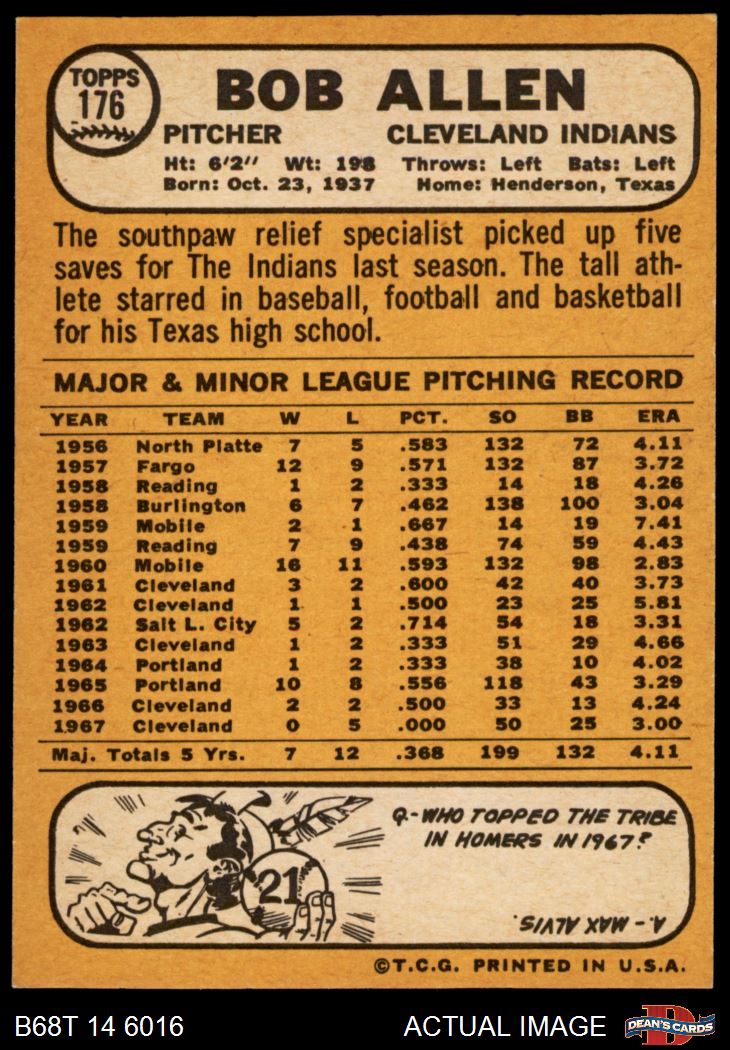 TOPPS
176
BOB ALLEN
PITCHER CLEVELAND INDIANS
Ht: 6'2" Wt: 198 Throws: Left Bats: Left
Born: Oct. 23, 1937 Home: Henderson, Texas
The southpaw relief specialist picked up five
saves for The Indians last season. The tall ath-
lete starred in baseball, football and basketball
for his Texas high school.
MAJOR & MINOR LEAGUE PITCHING RECORD
YEAR TEAM W L PCT. SO BB ERA
1956 North Platte 7 5 .583 132 72 4.11
1957 Fargo 12 9 .571 132 87 3.72
1958 Reading 1 2 .333 14 18 4.26
1958 Burlington 6 7 .462 138 100 3.04
1959 Mobile 2 1 .667 14 19 7.41
1959 Reading 7 9 .438 74 59 4.43
1960 Mobile 16 11 .593 132 98 2.83
1961 Cleveland 3 2 .600 42 40 3.73
1962 Cleveland 1 1 .500 23 25 5.81
1962 Salt L. City 5 2 .714 54 18 3.31
1963 Cleveland 1 2 .333 51 29 4.66
1964 Portland 1 2 .333 38 10 4.02
1965 Portland 10 8 .556 118 43 3.29
1966 Cleveland 2 2 .500 33 13 4.24
1967 Cleveland 0 5 .000 50 25 3.00
Maj. Totals 5 Yrs. 7 12 .368 199 132 4.11
Q-WHO TOPPED THE TRIBE
IN HOMERS IN 1967?
21
A.- MAX ALVIS.
©T.C.G. PRINTED IN U.S.A.
B68T 14 6016 ACTUAL IMAGE
D
DEAN'S CARDS